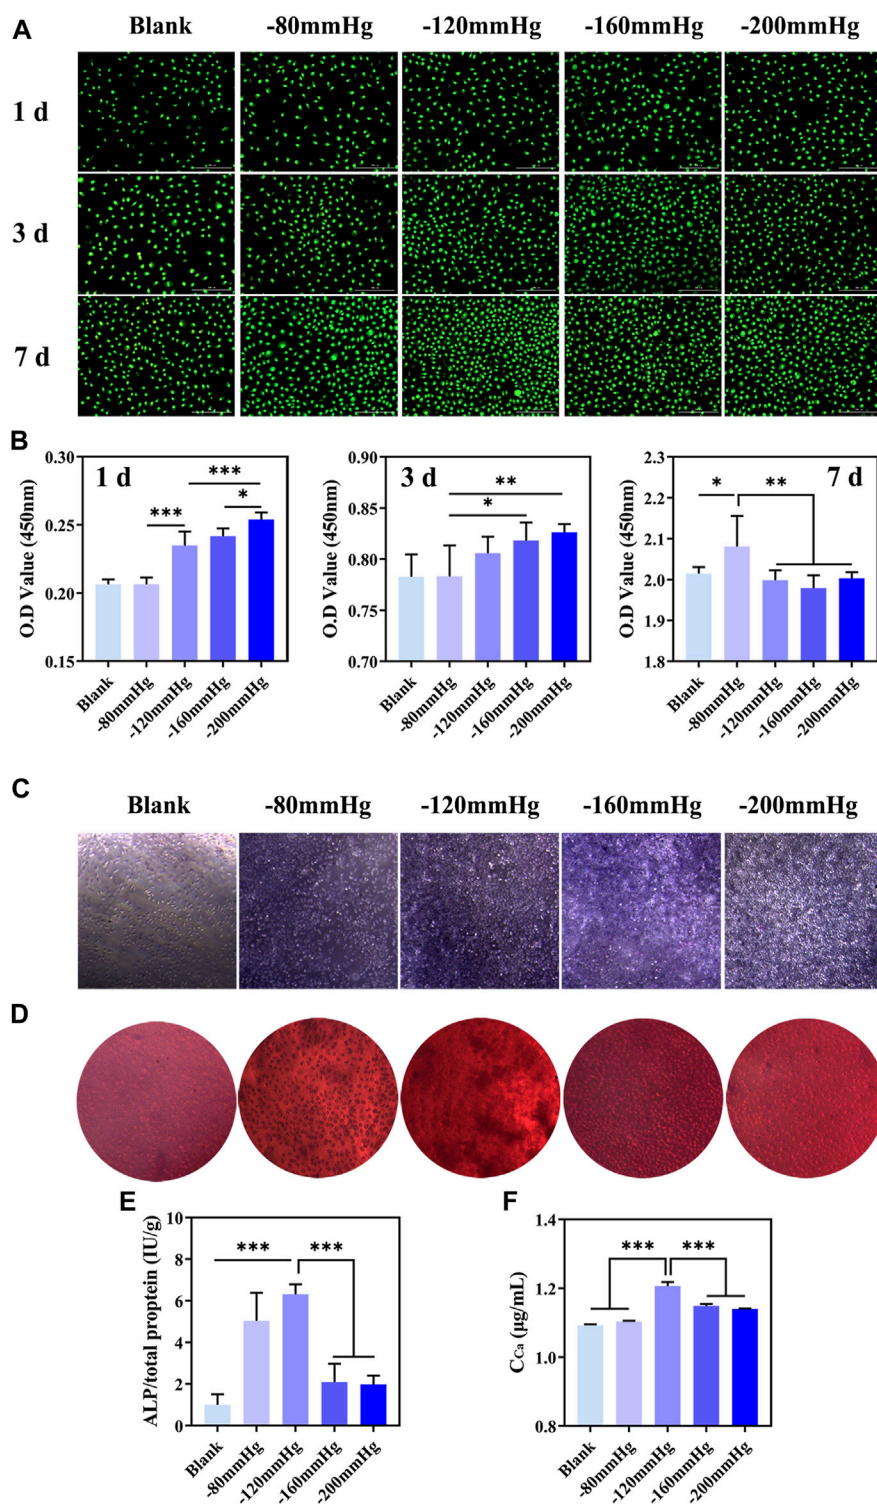 A
Blank -80mmHg -120mmHg -160mmHg -200mmHg
1 d
3 d
7 d
B
O.D Value (450nm)
0.30
0.25
0.20
0.15
1 d
***
***
*
Blank
-80mmHg
-120mmHg
-160mmHg
-200mmHg
O.D Value (450nm)
0.90
0.85
0.80
0.75
0.70
3 d
**
*
Blank
-80mmHg
-120mmHg
-160mmHg
-200mmHg
O.D Value (450nm)
2.3
2.2
2.1
2.0
1.9
1.8
7 d
*
**
Blank
-80mmHg
-120mmHg
-160mmHg
-200mmHg
C
Blank -80mmHg -120mmHg -160mmHg -200mmHg
D
E
ALP/total proptein (IU/g)
10
8
6
4
2
0
***
***
Blank
-80mmHg
-120mmHg
-160mmHg
-200mmHg
F
CCa (μg/mL)
1.4
1.2
1.0
0.8
***
***
Blank
-80mmHg
-120mmHg
-160mmHg
-200mmHg